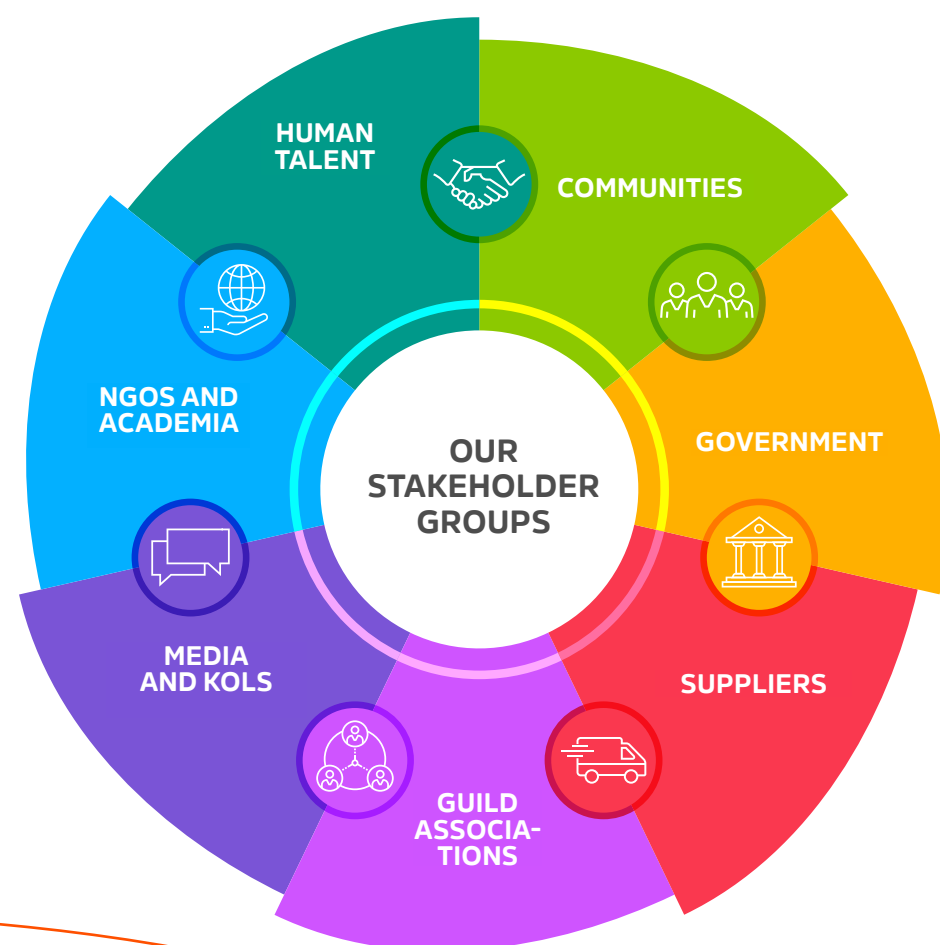 HUMAN
TALENT
COMMUNITIES
NGOS AND
ACADEMIA
GOVERNMENT
OUR
STAKEHOLDER
GROUPS
MEDIA
AND KOLS
SUPPLIERS
GUILD
ASSOCIA-
TIONS